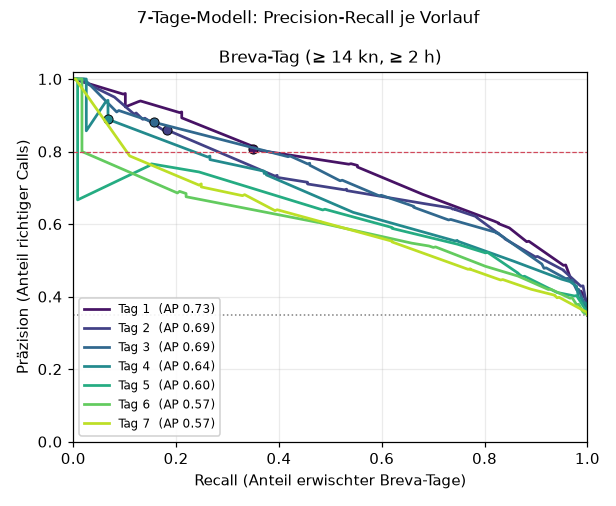 7-Tage-Modell: Precision-Recall je Vorlauf
Breva-Tag (≥ 14 kn, ≥ 2 h)
Präzision (Anteil richtiger Calls)
1.0
0.8
0.6
0.4
0.2
0.0
Tag 1 (AP 0.73)
Tag 2 (AP 0.69)
Tag 3 (AP 0.69)
Tag 4 (AP 0.64)
Tag 5 (AP 0.60)
Tag 6 (AP 0.57)
Tag 7 (AP 0.57)
0.0 0.2 0.4 0.6 0.8 1.0
Recall (Anteil erwischter Breva-Tage)